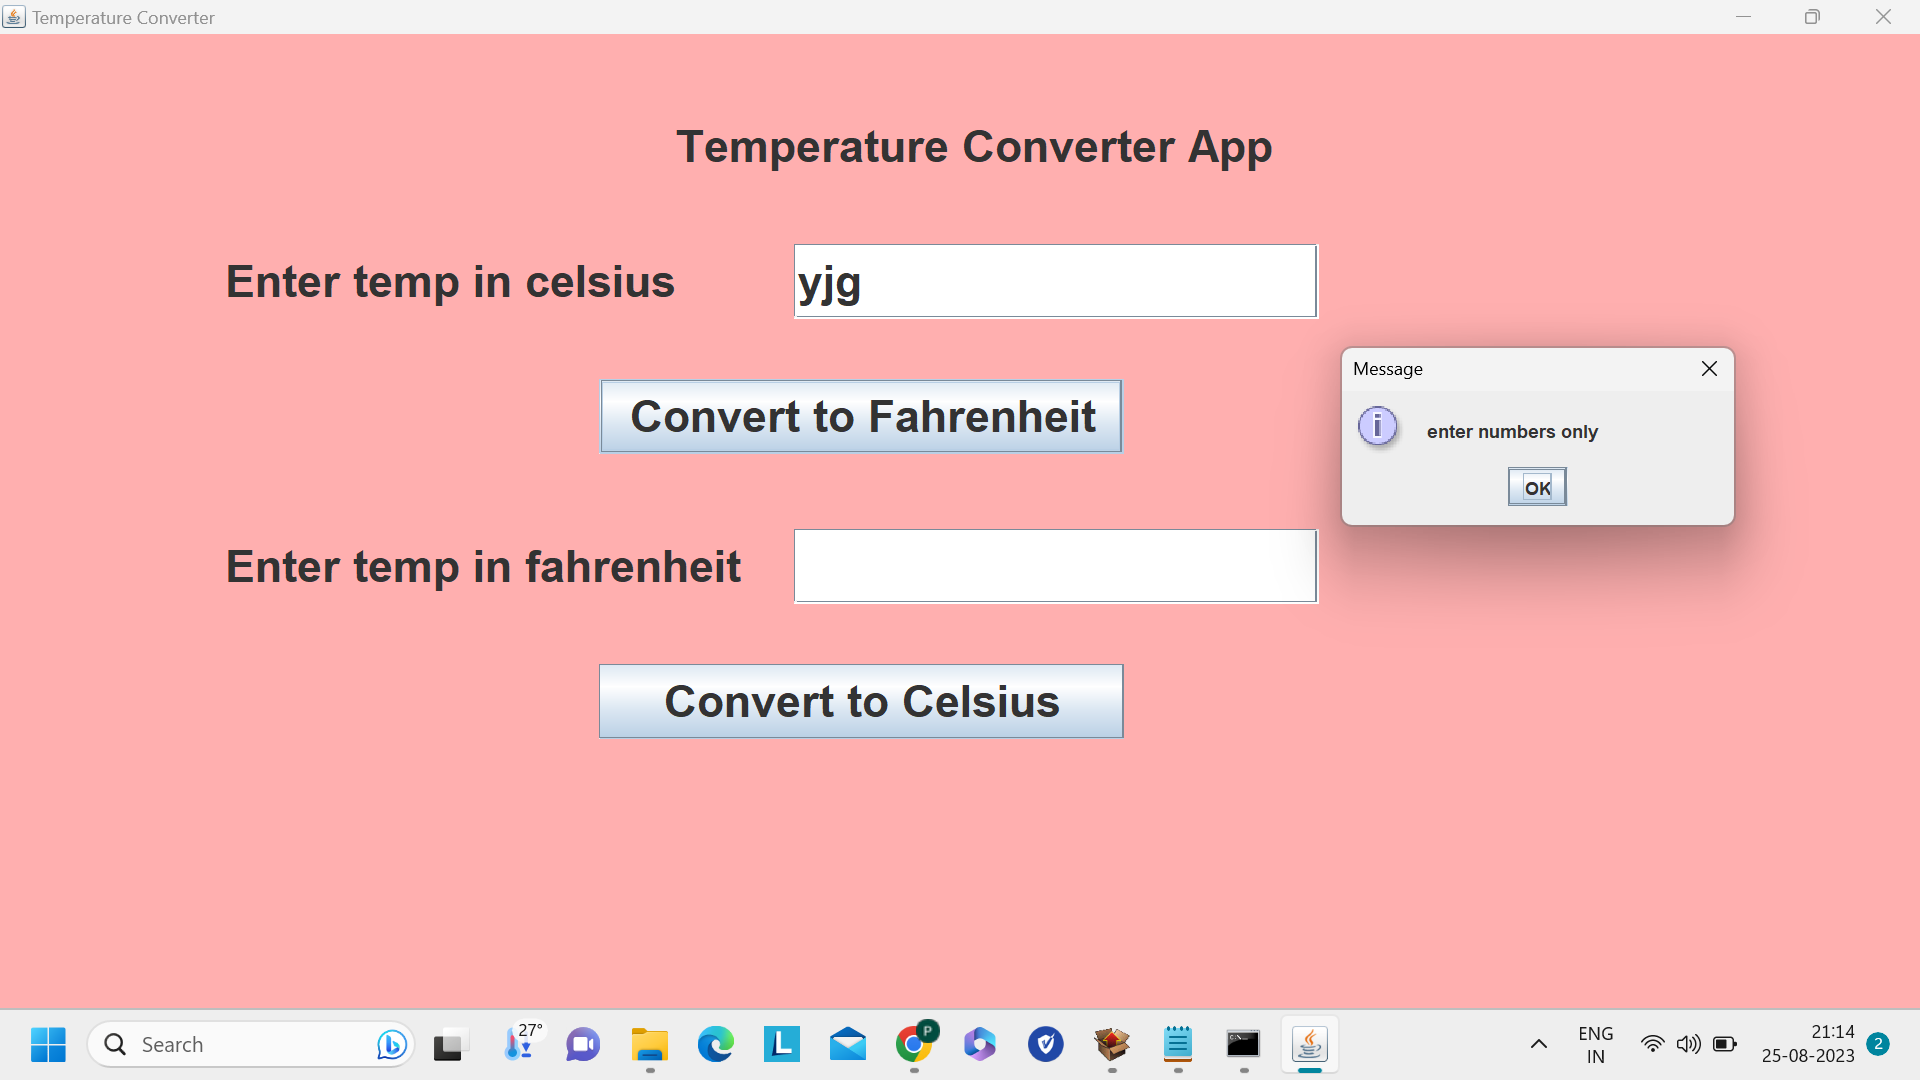 Temperature Converter
Temperature Converter App
Enter temp in celsius
yjg
Convert to Fahrenheit
Message
enter numbers only
OK
Enter temp in fahrenheit
Convert to Celsius
Search
27°
L
P
ENG
IN
21:14
25-08-2023
2